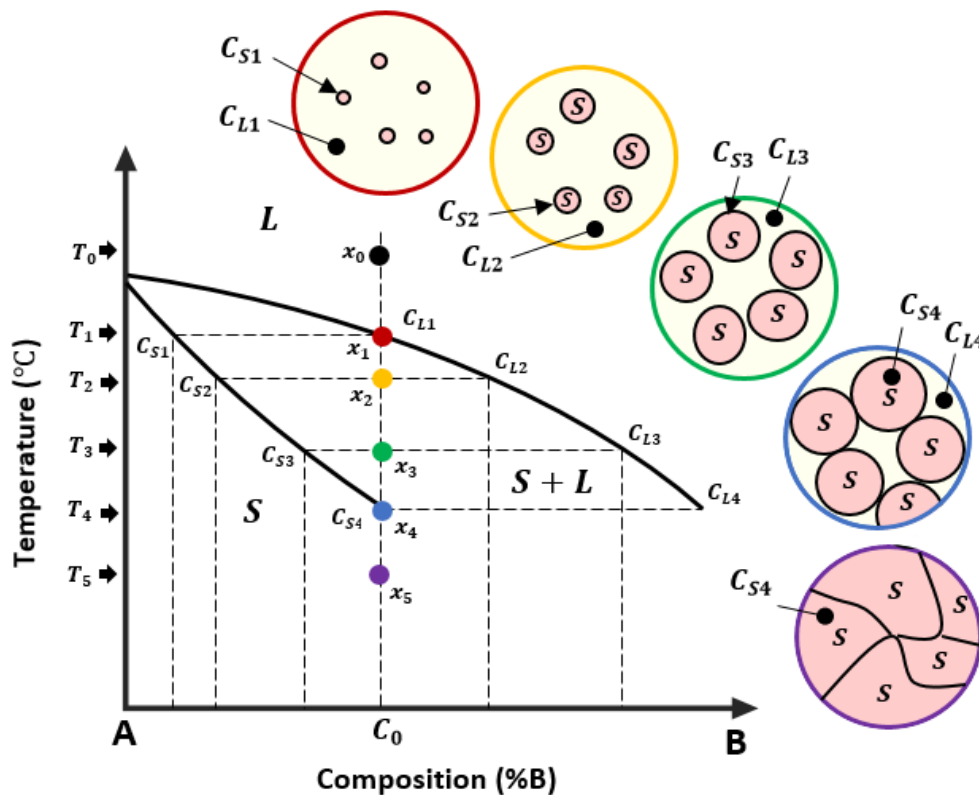 C_S1
C_L1
S
S
S
S
S
C_S2
C_L2
C_S3
C_L3
S
S
S
S
S
C_S4
C_L4
S
S
S
S
S
S
C_S4
S
S
S
S
S
Temperature (°C)
T_0
T_1
T_2
T_3
T_4
T_5
L
x_0
C_L1
x_1
C_S1
C_S2
x_2
C_L2
C_S3
x_3
C_L3
S
S + L
C_S4
x_4
C_L4
x_5
A
C_0
B
Composition (%B)